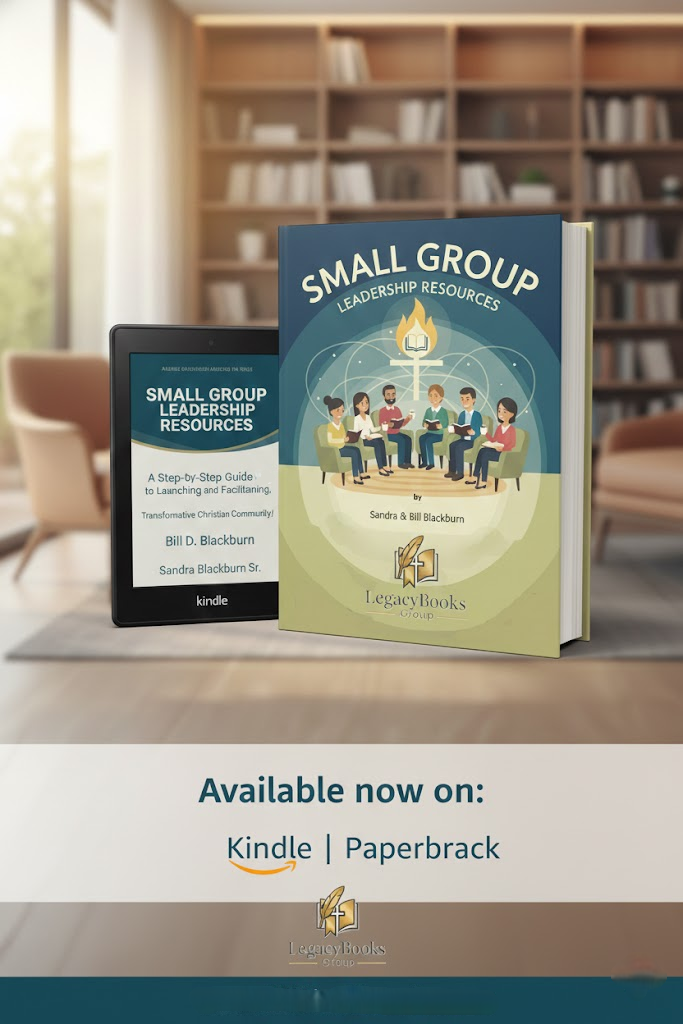 SMALL GROUP
LEADERSHIP RESOURCES
by
Sandra & Bill Blackburn
LegacyBooks
Group
SMALL GROUP
LEADERSHIP
RESOURCES
A Step-by-Step Guide
to Launching and Facilitaning,
Transformative Christian Community!
Bill D. Blackburn
Sandra Blackburn Sr.
kindle
Available now on:
Kindle | Paperbrack
LegacyBooks
Group